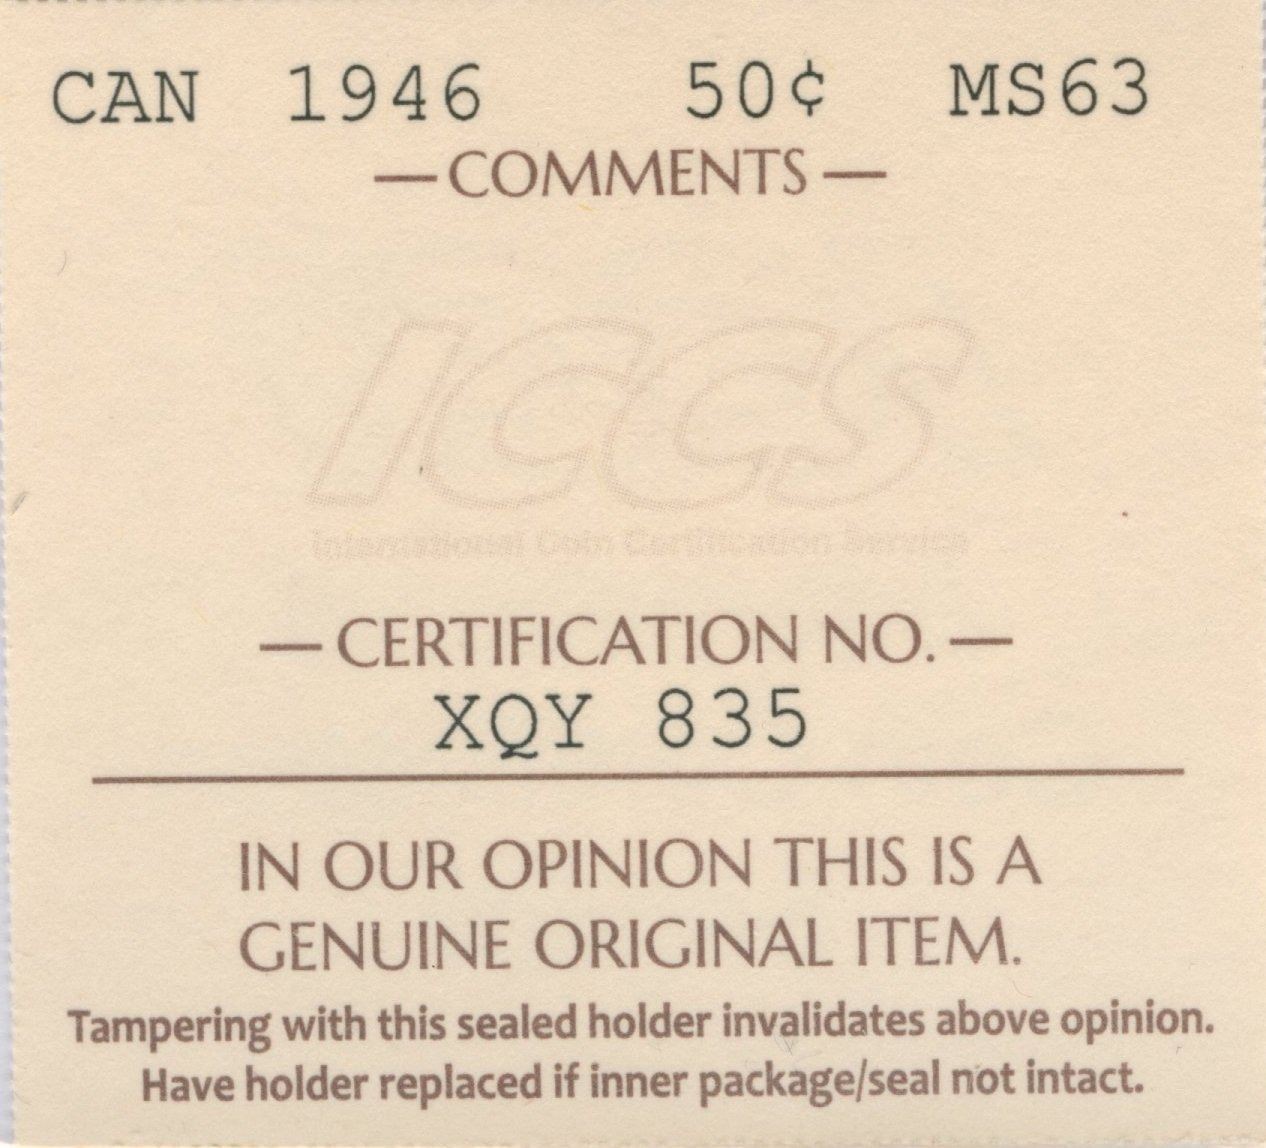 CAN 1946 50¢ MS63
— COMMENTS —
ICCS
International Coin Certification Service
— CERTIFICATION NO. —
XQY 835
IN OUR OPINION THIS IS A
GENUINE ORIGINAL ITEM.
Tampering with this sealed holder invalidates above opinion.
Have holder replaced if inner package/seal not intact.